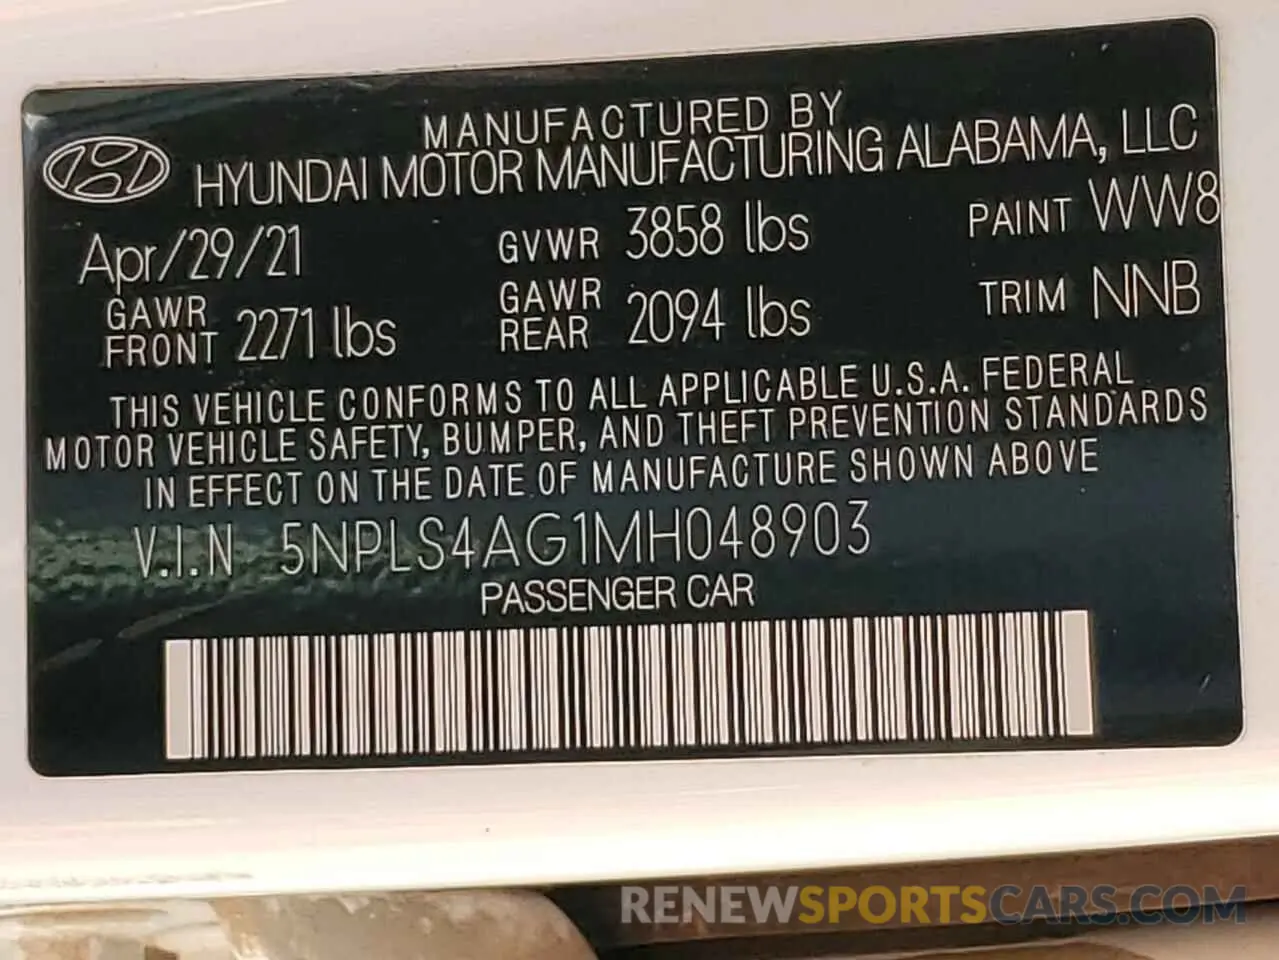 MANUFACTURED BY
HYUNDAI MOTOR MANUFACTURING ALABAMA, LLC
Apr/29/21 GVWR 3858 lbs PAINT WW8
GAWR FRONT 2271 lbs GAWR REAR 2094 lbs TRIM NNB
THIS VEHICLE CONFORMS TO ALL APPLICABLE U.S.A. FEDERAL
MOTOR VEHICLE SAFETY, BUMPER, AND THEFT PREVENTION STANDARDS
IN EFFECT ON THE DATE OF MANUFACTURE SHOWN ABOVE
V.I.N 5NPLS4AG1MH048903
PASSENGER CAR
RENEWSPORTSCARS.COM